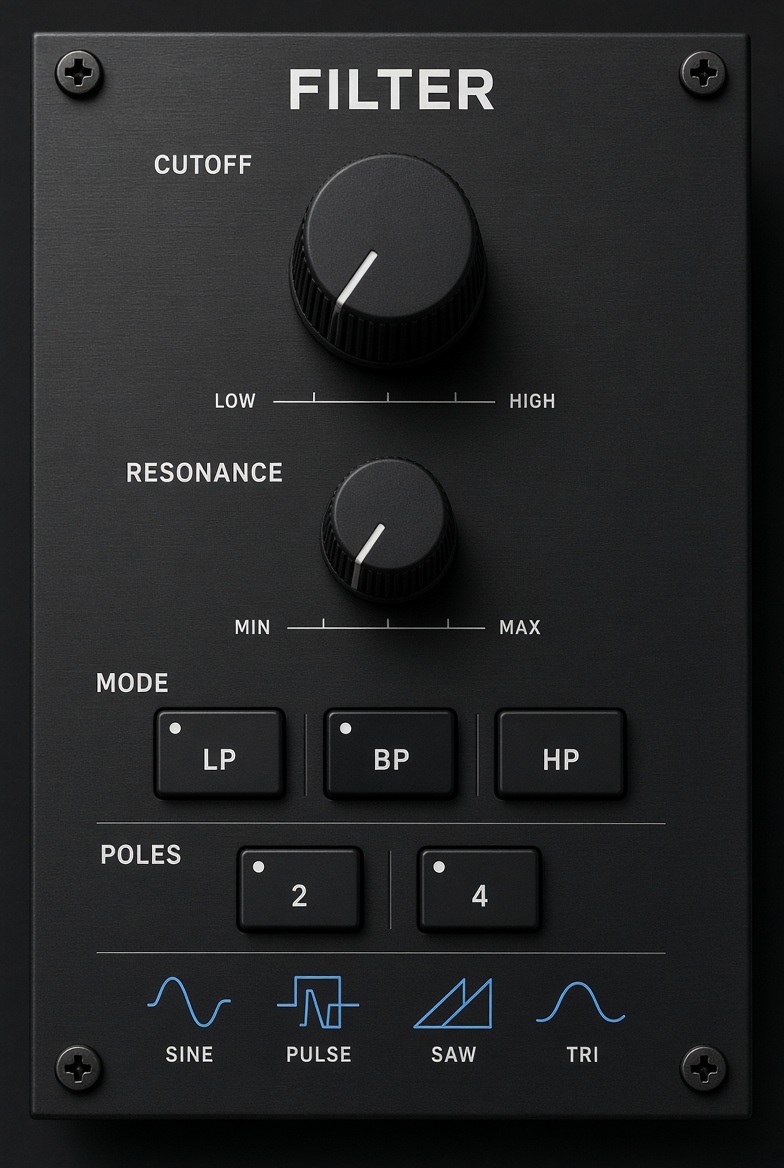 FILTER
CUTOFF
LOW HIGH
RESONANCE
MIN MAX
MODE
LP BP HP
POLES
2 4
SINE PULSE SAW TRI